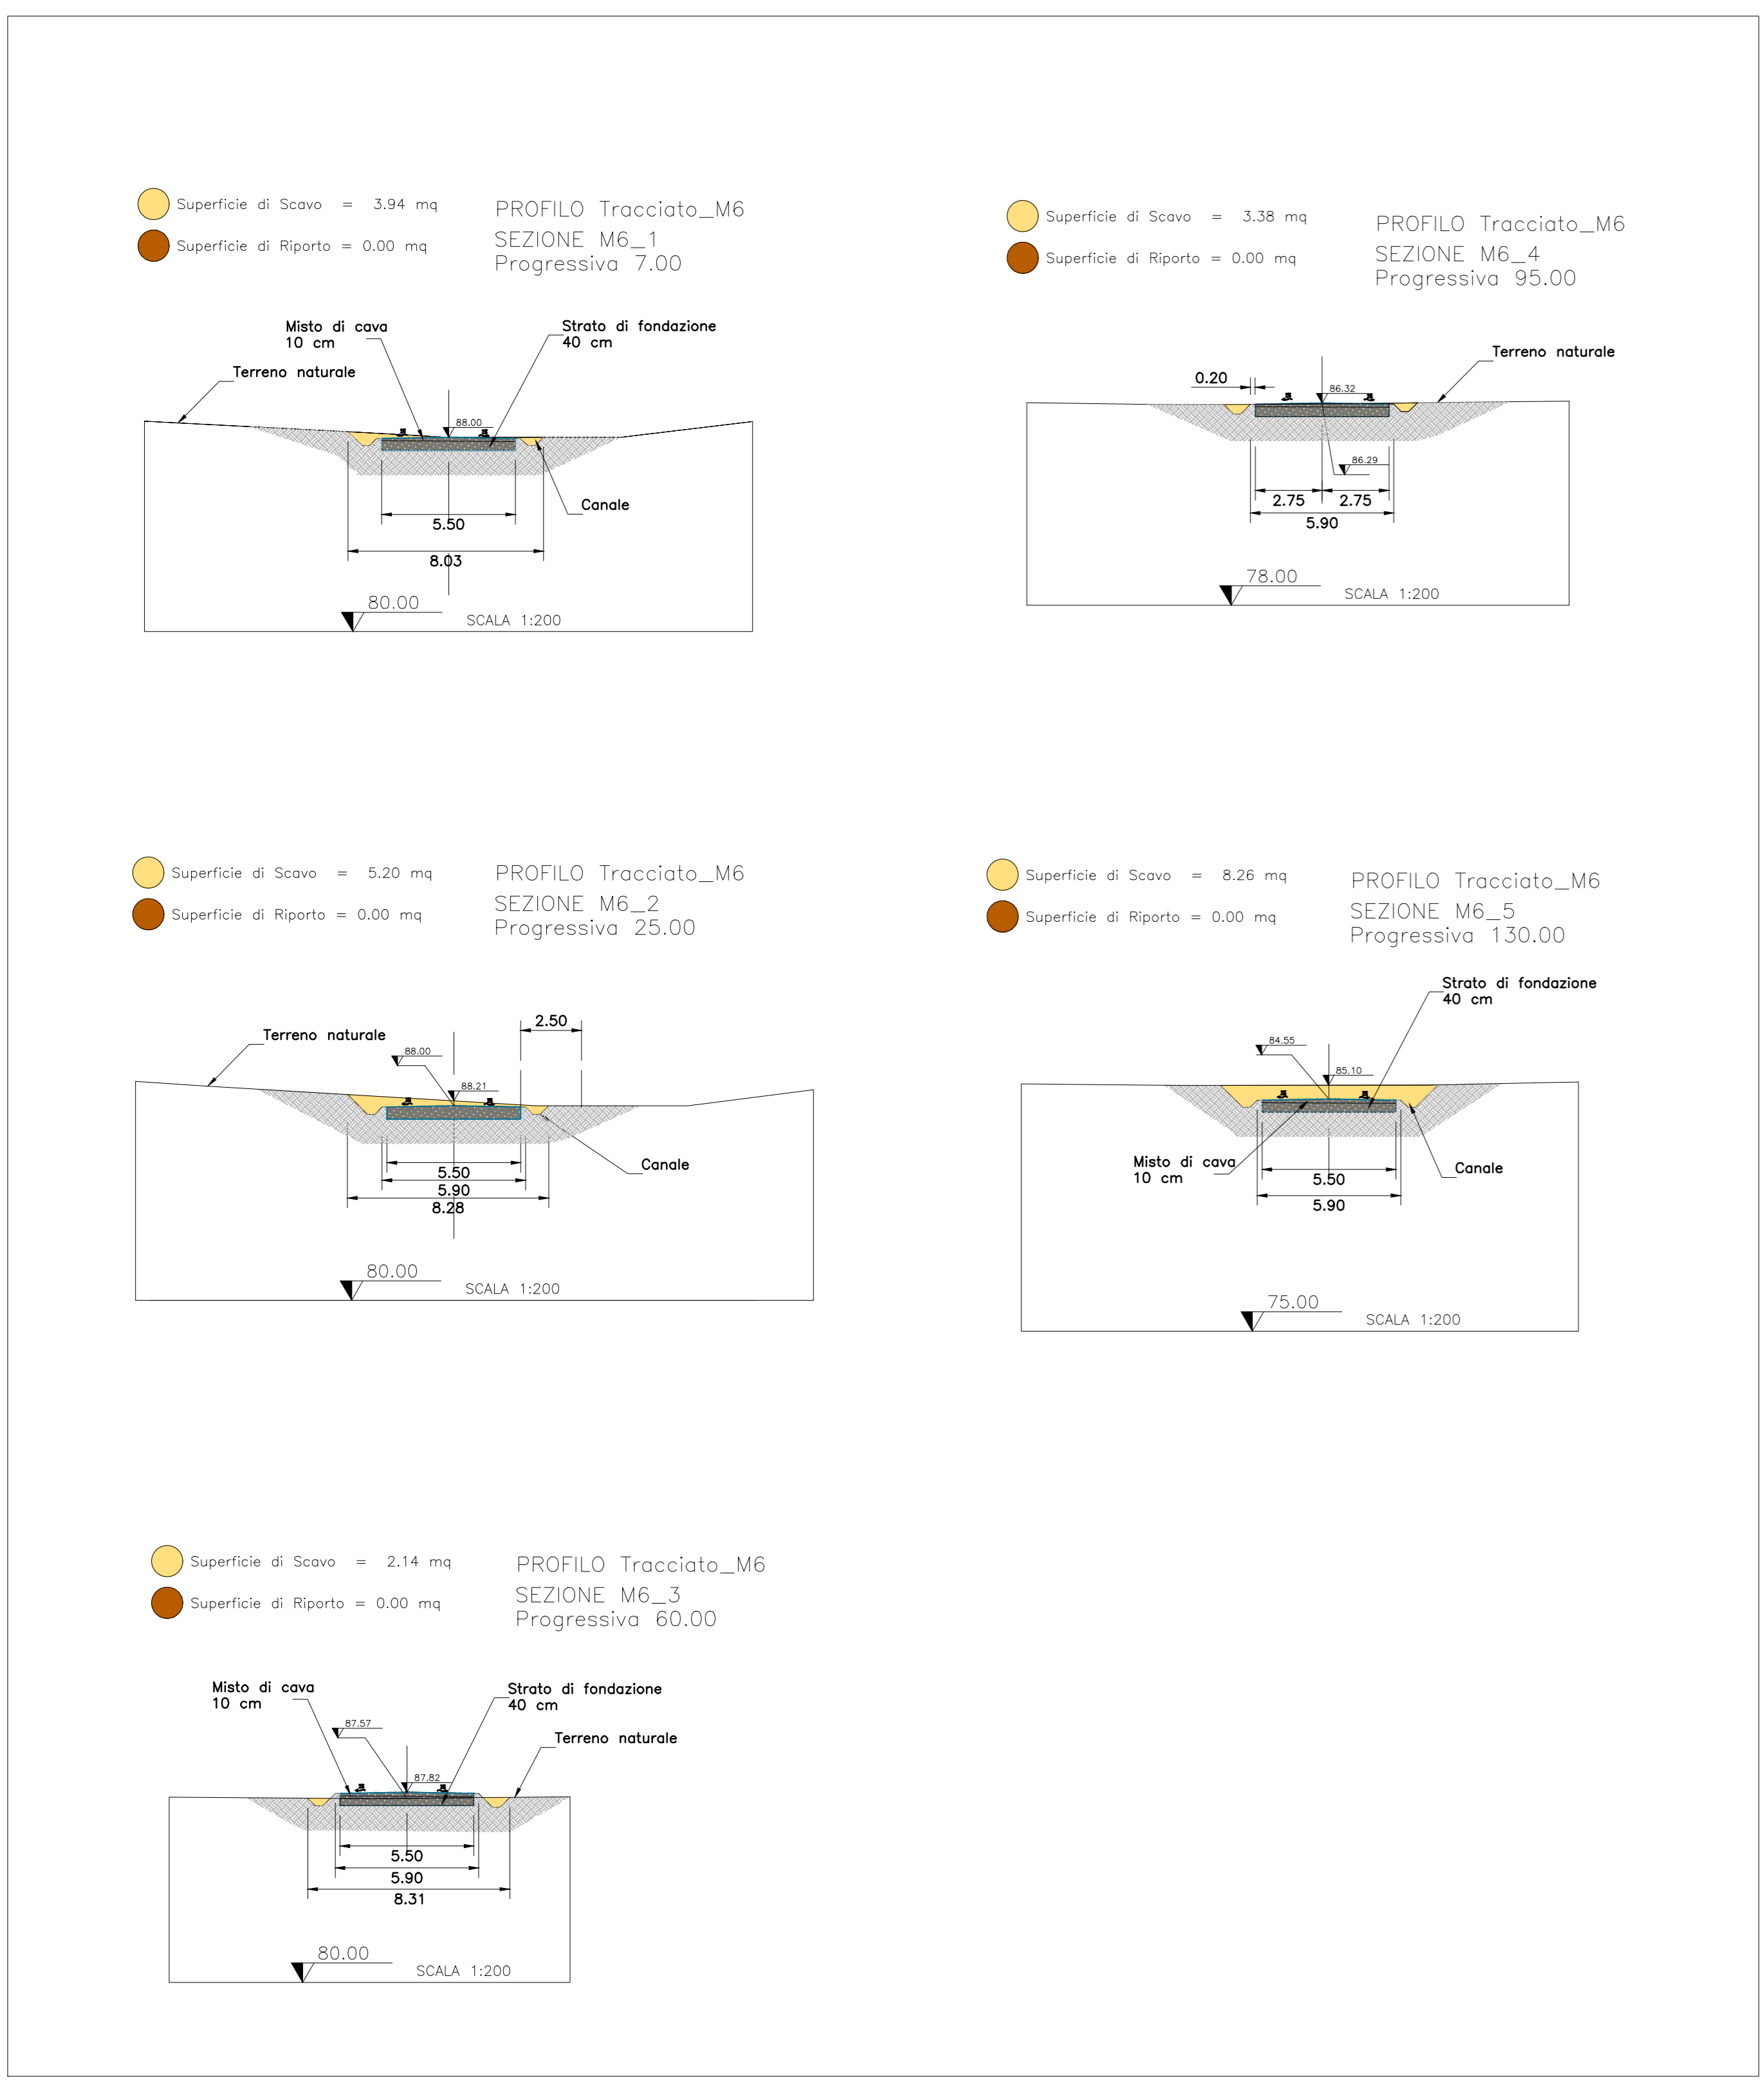 Superficie di Scavo = 3.94 mq
Superficie di Riporto = 0.00 mq
PROFILO Tracciato_M6
SEZIONE M6_1
Progressiva 7.00
Misto di cava
10 cm
Strato di fondazione
40 cm
Terreno naturale
88.00
Canale
5.50
8.03
80.00
SCALA 1:200
Superficie di Scavo = 3.38 mq
Superficie di Riporto = 0.00 mq
PROFILO Tracciato_M6
SEZIONE M6_4
Progressiva 95.00
Terreno naturale
0.20
86.32
86.29
2.75
2.75
5.90
78.00
SCALA 1:200
Superficie di Scavo = 5.20 mq
Superficie di Riporto = 0.00 mq
PROFILO Tracciato_M6
SEZIONE M6_2
Progressiva 25.00
2.50
Terreno naturale
88.00
88.21
Canale
5.50
5.90
8.28
80.00
SCALA 1:200
Superficie di Scavo = 8.26 mq
Superficie di Riporto = 0.00 mq
PROFILO Tracciato_M6
SEZIONE M6_5
Progressiva 130.00
Strato di fondazione
40 cm
84.55
85.10
Misto di cava
10 cm
Canale
5.50
5.90
75.00
SCALA 1:200
Superficie di Scavo = 2.14 mq
Superficie di Riporto = 0.00 mq
PROFILO Tracciato_M6
SEZIONE M6_3
Progressiva 60.00
Misto di cava
10 cm
Strato di fondazione
40 cm
87.57
Terreno naturale
87.82
5.50
5.90
8.31
80.00
SCALA 1:200